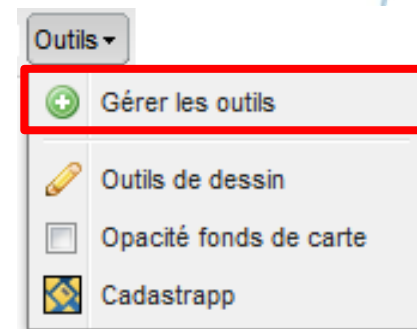 Outils
Gérer les outils
Outils de dessin
Opacité fonds de carte
Cadastrapp